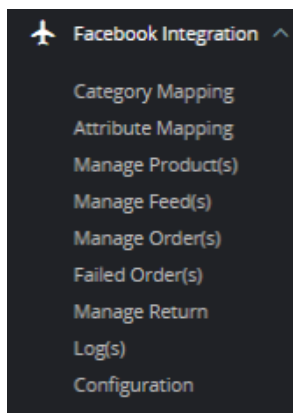 Facebook Integration
Category Mapping
Attribute Mapping
Manage Product(s)
Manage Feed(s)
Manage Order(s)
Failed Order(s)
Manage Return
Log(s)
Configuration